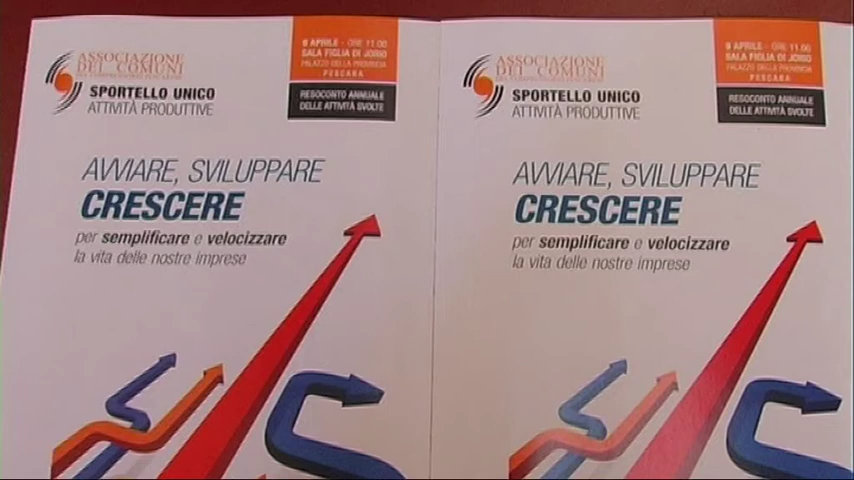 ASSOCIAZIONE
DEI COMUNI
SPORTELLO UNICO
ATTIVITÀ PRODUTTIVE
9 APRILE - ORE 11.00
SALA FIGLIA DI JORIO
PALAZZO DELLA PROVINCIA
PESCARA
RESOCONTO ANNUALE
DELLE ATTIVITÀ SVOLTE
AVVIARE, SVILUPPARE
CRESCERE
per semplificare e velocizzare
la vita delle nostre imprese
ASSOCIAZIONE
DEI COMUNI
SPORTELLO UNICO
ATTIVITÀ PRODUTTIVE
9 APRILE - ORE 11.00
SALA FIGLIA DI JORIO
PALAZZO DELLA PROVINCIA
PESCARA
RESOCONTO ANNUALE
DELLE ATTIVITÀ SVOLTE
AVVIARE, SVILUPPARE
CRESCERE
per semplificare e velocizzare
la vita delle nostre imprese